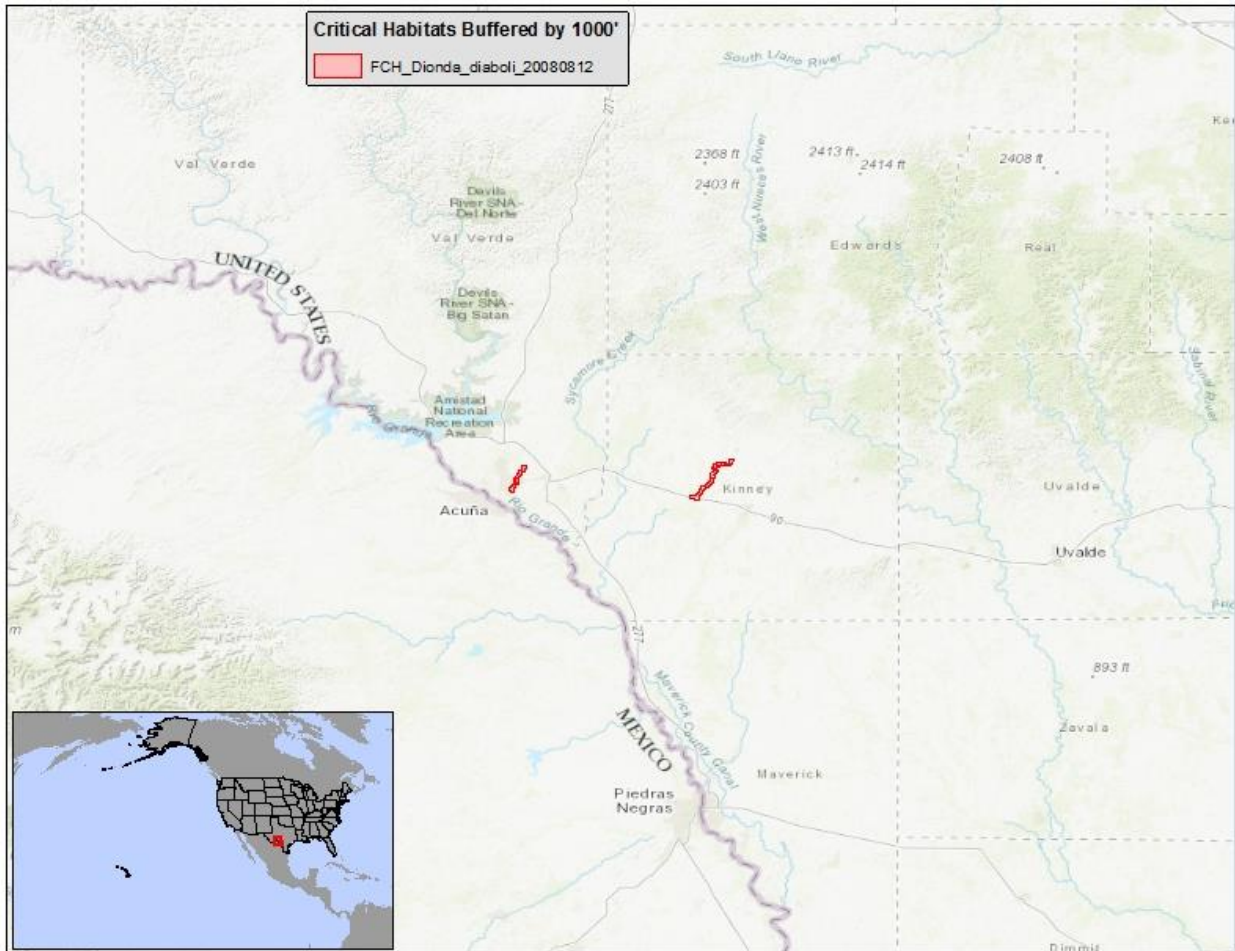 Critical Habitats Buffered by 1000'
FCH_Dionda_diaboli_20080812
South Llano River
277
Val Verde
2368 ft
2403 ft
West Nueces River
2413 ft
2414 ft
2408 ft
Devils
River SNA -
Del Norte
Val Verde
Edwards
Real
UNITED STATES
Devils
River SNA -
Big Satan
Sycamore Creek
Sabinal River
Amistad
National
Recreation
Area
Rio Grande
Kinney
Uvalde
Acuña
Rio Grande
90
Uvalde
277
893 ft
Maverick County Canal
MEXICO
Zavala
Maverick
Piedras
Negras
Dimmit